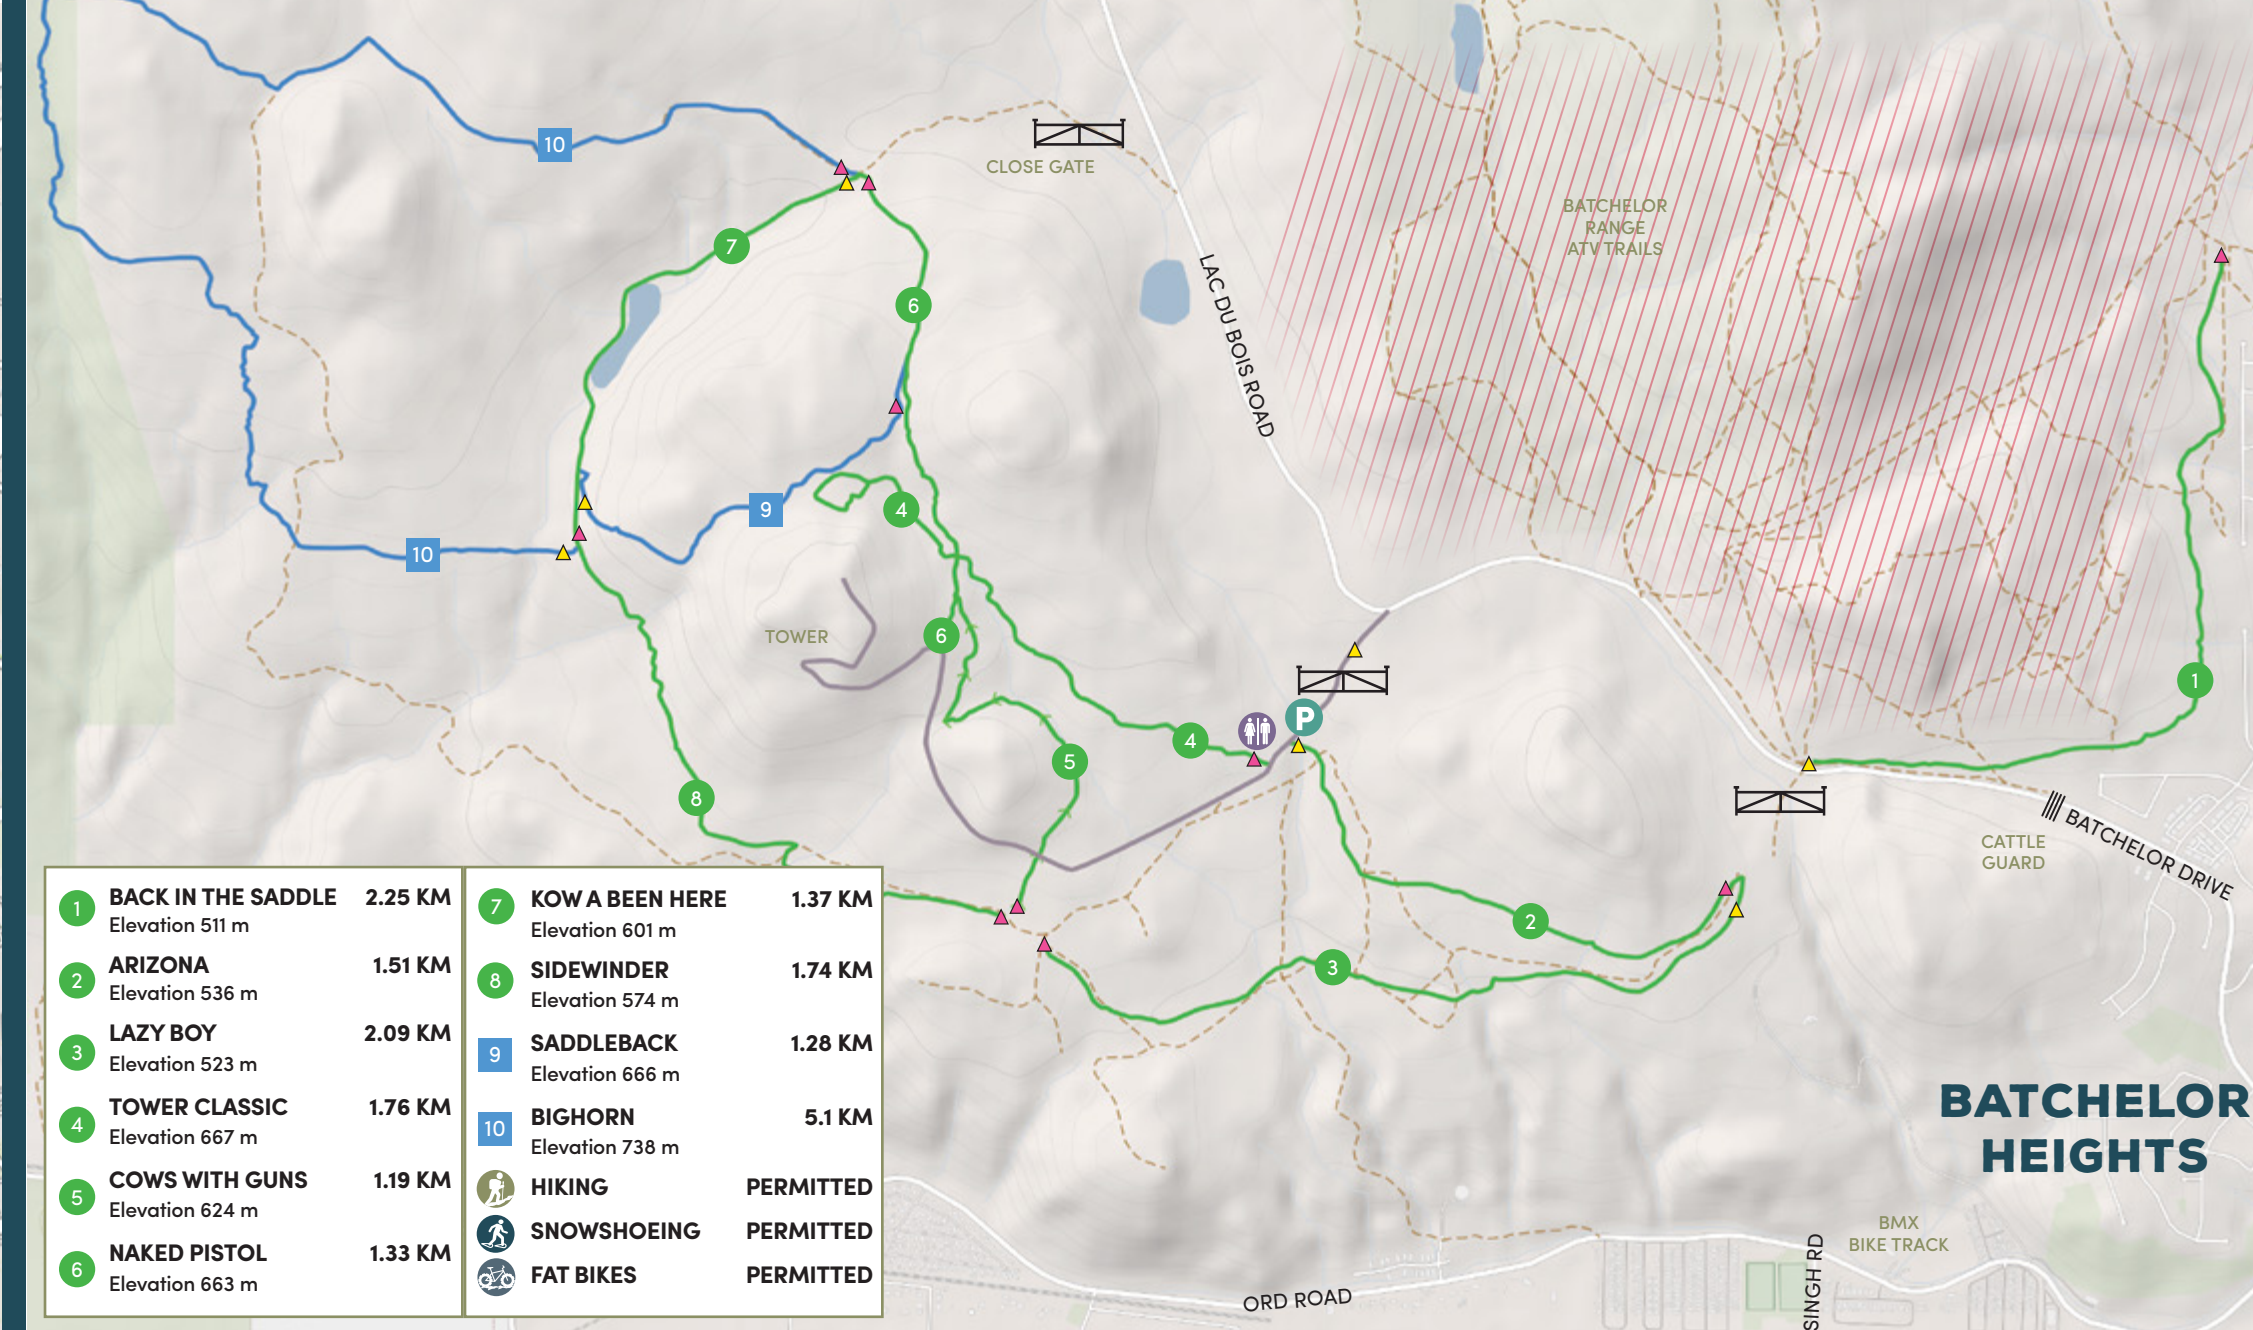 10
CLOSE GATE
BATCHELOR
RANGE
ATV TRAILS
7
6
LAC DU BOIS ROAD
4
9
10
TOWER
6
1
P
4
5
8
CATTLE
GUARD
BATCHELOR DRIVE
2
3
1 BACK IN THE SADDLE 2.25 KM
Elevation 511 m
2 ARIZONA 1.51 KM
Elevation 536 m
3 LAZY BOY 2.09 KM
Elevation 523 m
4 TOWER CLASSIC 1.76 KM
Elevation 667 m
5 COWS WITH GUNS 1.19 KM
Elevation 624 m
6 NAKED PISTOL 1.33 KM
Elevation 663 m
7 KOW A BEEN HERE 1.37 KM
Elevation 601 m
8 SIDEWINDER 1.74 KM
Elevation 574 m
9 SADDLEBACK 1.28 KM
Elevation 666 m
10 BIGHORN 5.1 KM
Elevation 738 m
HIKING PERMITTED
SNOWSHOEING PERMITTED
FAT BIKES PERMITTED
BATCHELOR
HEIGHTS
BMX
BIKE TRACK
SINGH RD
ORD ROAD